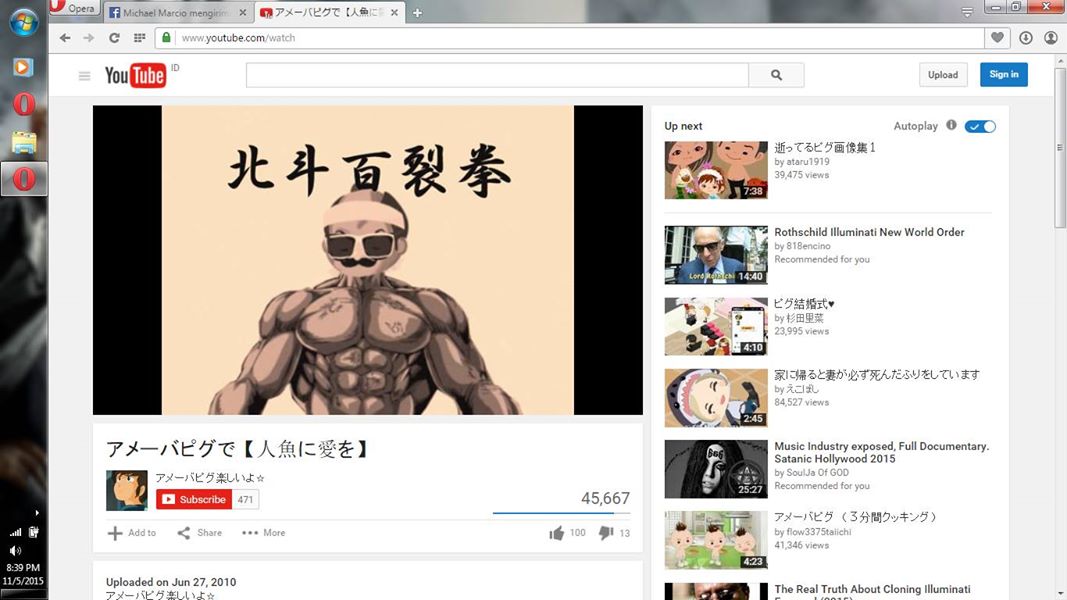 Opera
Michael Marcio mengirim
アメーバピグで【人魚に愛
www.youtube.com/watch
YouTube ID
Upload
Sign in
北斗百裂拳
アメーバピグで【人魚に愛を】
アメーバピグ楽しいよ☆
Subscribe 471
45,667
Add to Share More 100 13
Uploaded on Jun 27, 2010
アメーバピグ楽しいよ☆
Up next Autoplay
逝ってるピグ画像集１
by ataru1919
39,475 views
7:38
Rothschild Illuminati New World Order
by 818encino
Recommended for you
Lord Rothschi
14:40
ピグ結婚式♥
by 杉田里菜
23,995 views
4:10
家に帰ると妻が必ず死んだふりをしています
by えこぱし
84,527 views
2:45
Music Industry exposed, Full Documentary.
Satanic Hollywood 2015
by SoulJa Of GOD
Recommended for you
25:27
アメーバピグ （３分間クッキング）
by flow3375taiichi
41,346 views
4:23
The Real Truth About Cloning Illuminati
8:39 PM
11/5/2015